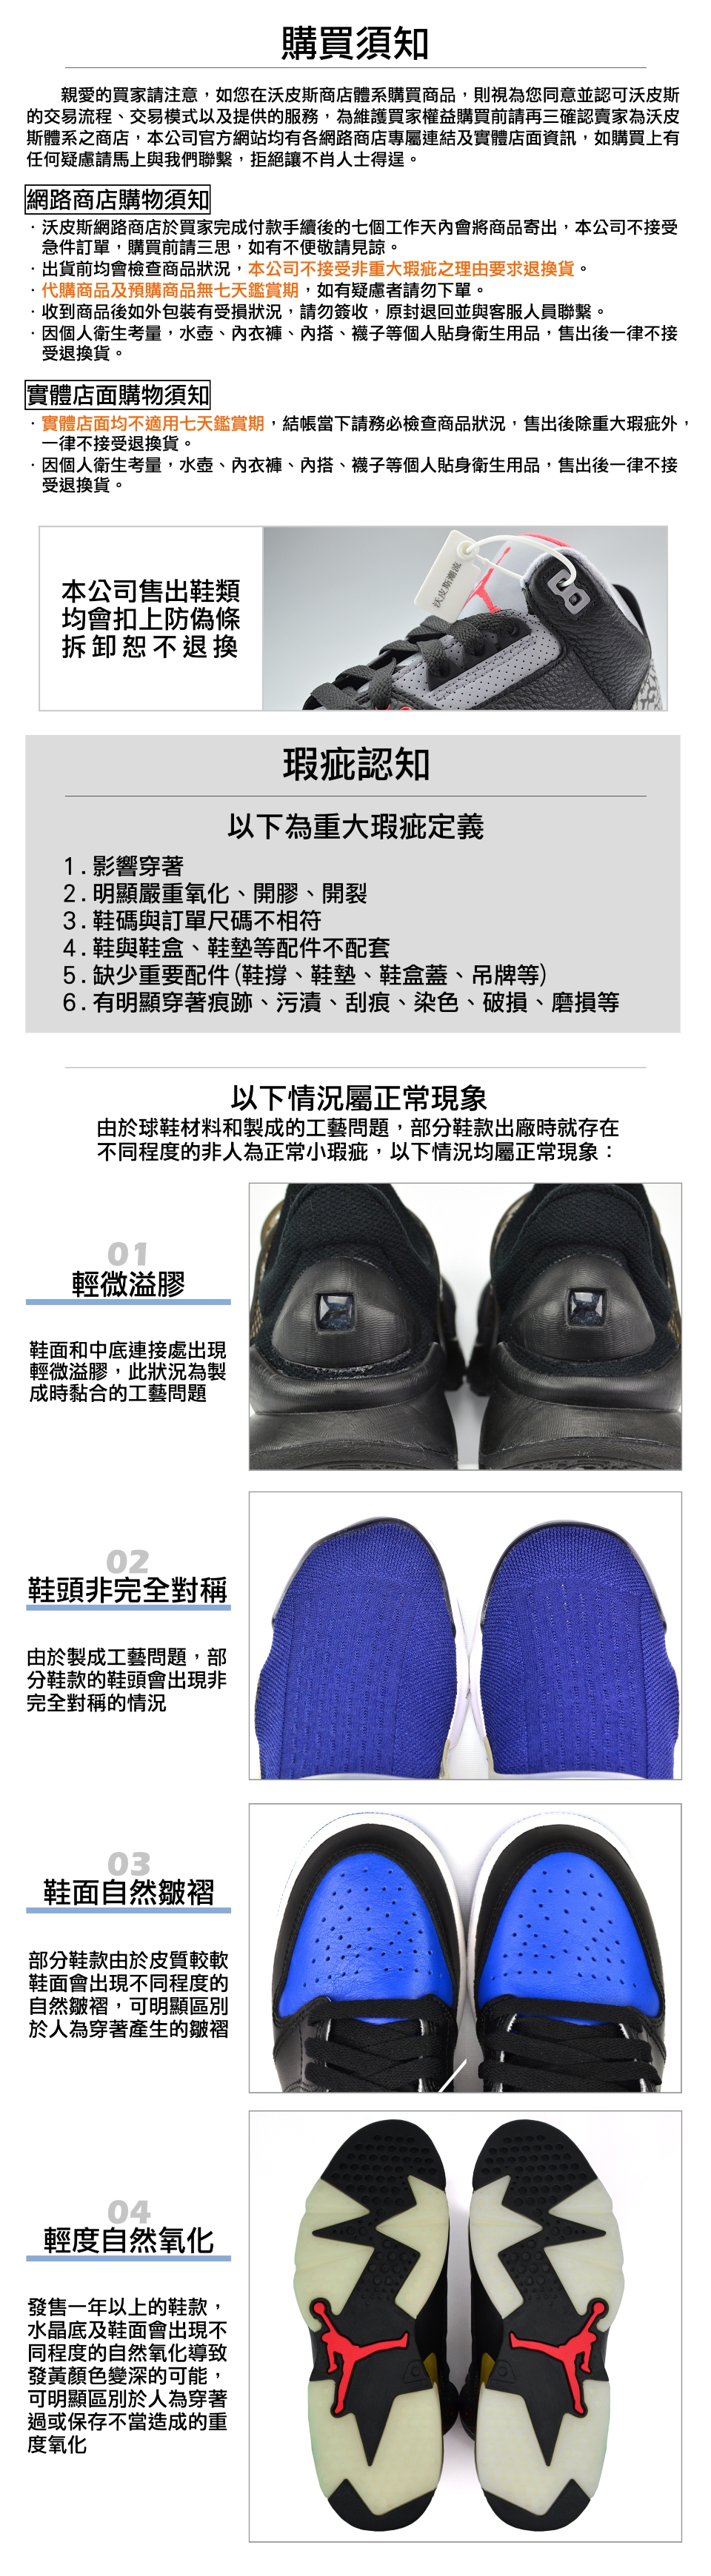 購買須知
親愛的買家請注意，如您在沃皮斯商店體系購買商品，則視為您同意並認可沃皮斯
的交易流程、交易模式以及提供的服務，為維護買家權益購買前請再三確認賣家為沃皮
斯體系之商店，本公司官方網站均有各網路商店專屬連結及實體店面資訊，如購買上有
任何疑慮請馬上與我們聯繫，拒絕讓不肖人士得逞。
網路商店購物須知
·沃皮斯網路商店於買家完成付款手續後的七個工作天內會將商品寄出，本公司不接受
急件訂單，購買前請三思，如有不便敬請見諒。
·出貨前均會檢查商品狀況，本公司不接受非重大瑕疵之理由要求退換貨。
·代購商品及預購商品無七天鑑賞期，如有疑慮者請勿下單。
·收到商品後如外包裝有受損狀況，請勿簽收，原封退回並與客服人員聯繫。
·因個人衛生考量，水壺、內衣褲、內搭、襪子等個人貼身衛生用品，售出後一律不接
受退換貨。
實體店面購物須知
·實體店面均不適用七天鑑賞期，結帳當下請務必檢查商品狀況，售出後除重大瑕疵外，
一律不接受退換貨。
·因個人衛生考量，水壺、內衣褲、內搭、襪子等個人貼身衛生用品，售出後一律不接
受退換貨。
本公司售出鞋類
均會扣上防偽條
拆卸恕不退換
沃皮斯潮流
瑕疵認知
以下為重大瑕疵定義
1.影響穿著
2.明顯嚴重氧化、開膠、開裂
3.鞋碼與訂單尺碼不相符
4.鞋與鞋盒、鞋墊等配件不配套
5.缺少重要配件(鞋撐、鞋墊、鞋盒蓋、吊牌等)
6.有明顯穿著痕跡、污漬、刮痕、染色、破損、磨損等
以下情況屬正常現象
由於球鞋材料和製成的工藝問題，部分鞋款出廠時就存在
不同程度的非人為正常小瑕疵，以下情況均屬正常現象：
01
輕微溢膠
鞋面和中底連接處出現
輕微溢膠，此狀況為製
成時黏合的工藝問題
02
鞋頭非完全對稱
由於製成工藝問題，部
分鞋款的鞋頭會出現非
完全對稱的情況
03
鞋面自然皺褶
部分鞋款由於皮質較軟
鞋面會出現不同程度的
自然皺褶，可明顯區別
於人為穿著產生的皺褶
04
輕度自然氧化
發售一年以上的鞋款，
水晶底及鞋面會出現不
同程度的自然氧化導致
發黃顏色變深的可能，
可明顯區別於人為穿著
過或保存不當造成的重
度氧化